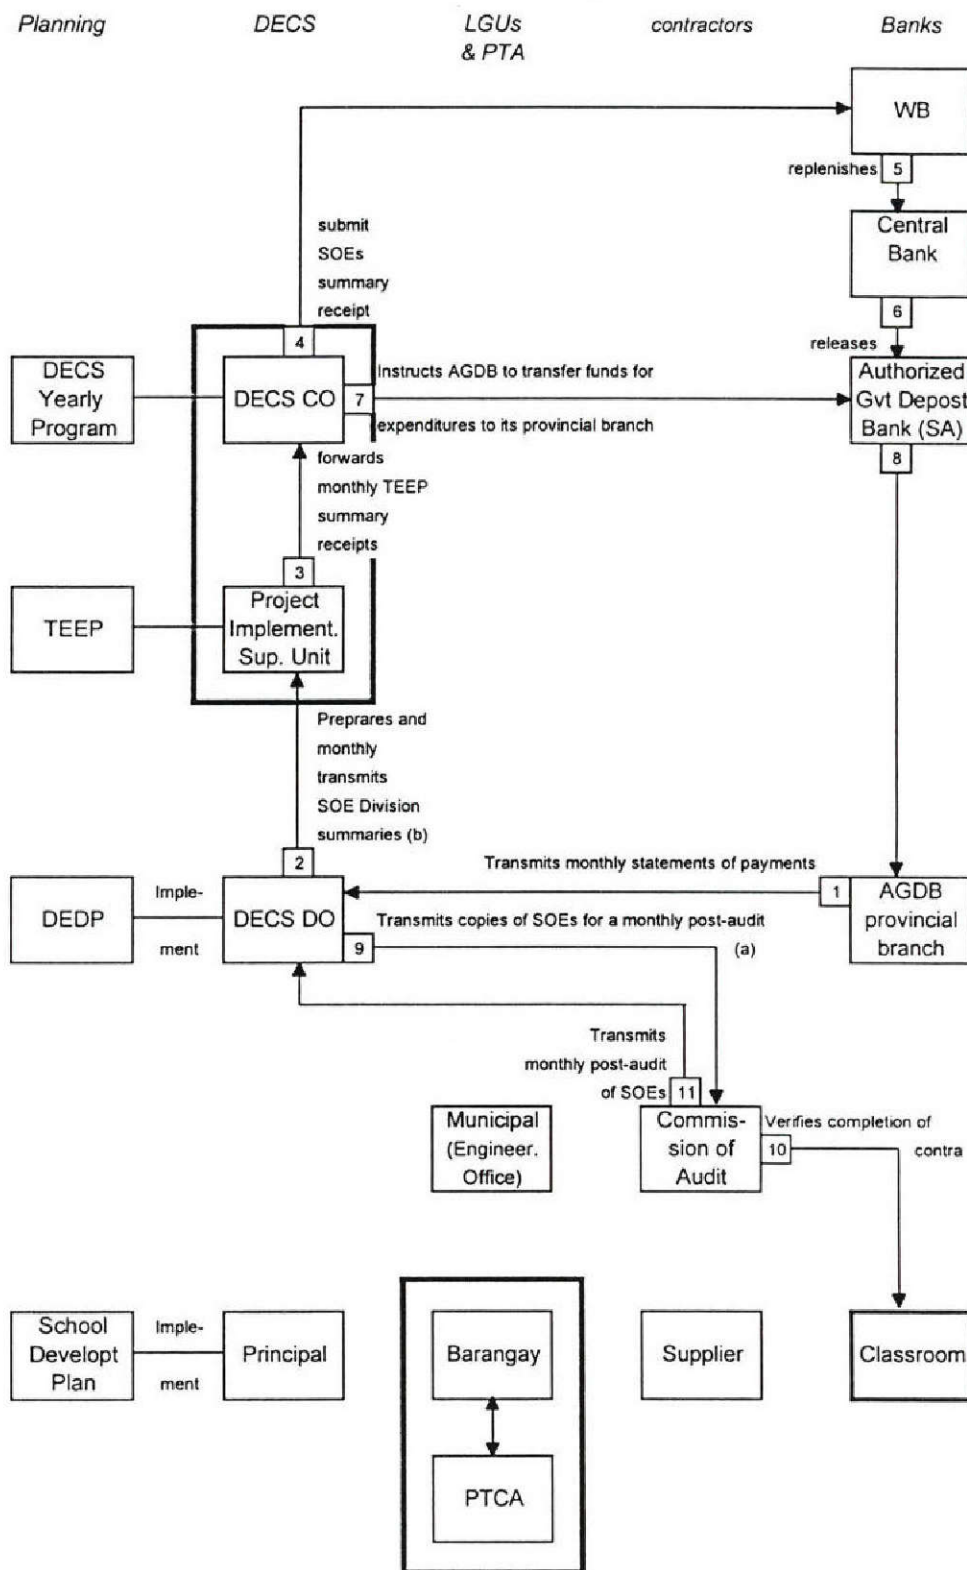 Planning
DECS
LGUs
& PTA
contractors
Banks
WB
replenishes
5
Central
Bank
6
releases
submit
SOEs
summary
receipt
4
DECS
Yearly
Program
DECS CO
7
Instructs AGDB to transfer funds for
expenditures to its provincial branch
Authorized
Gvt Depost
Bank (SA)
8
forwards
monthly TEEP
summary
receipts
3
TEEP
Project
Implement.
Sup. Unit
Preprares and
monthly
transmits
SOE Division
summaries (b)
2
Transmits monthly statements of payments
1
AGDB
provincial
branch
DEDP
Imple-
ment
DECS DO
9
Transmits copies of SOEs for a monthly post-audit
(a)
Transmits
monthly post-audit
of SOEs
11
Municipal
(Engineer.
Office)
Commis-
sion of
Audit
Verifies completion of
10
contra
School
Developt
Plan
Imple-
ment
Principal
Barangay
Supplier
Classroom
PTCA